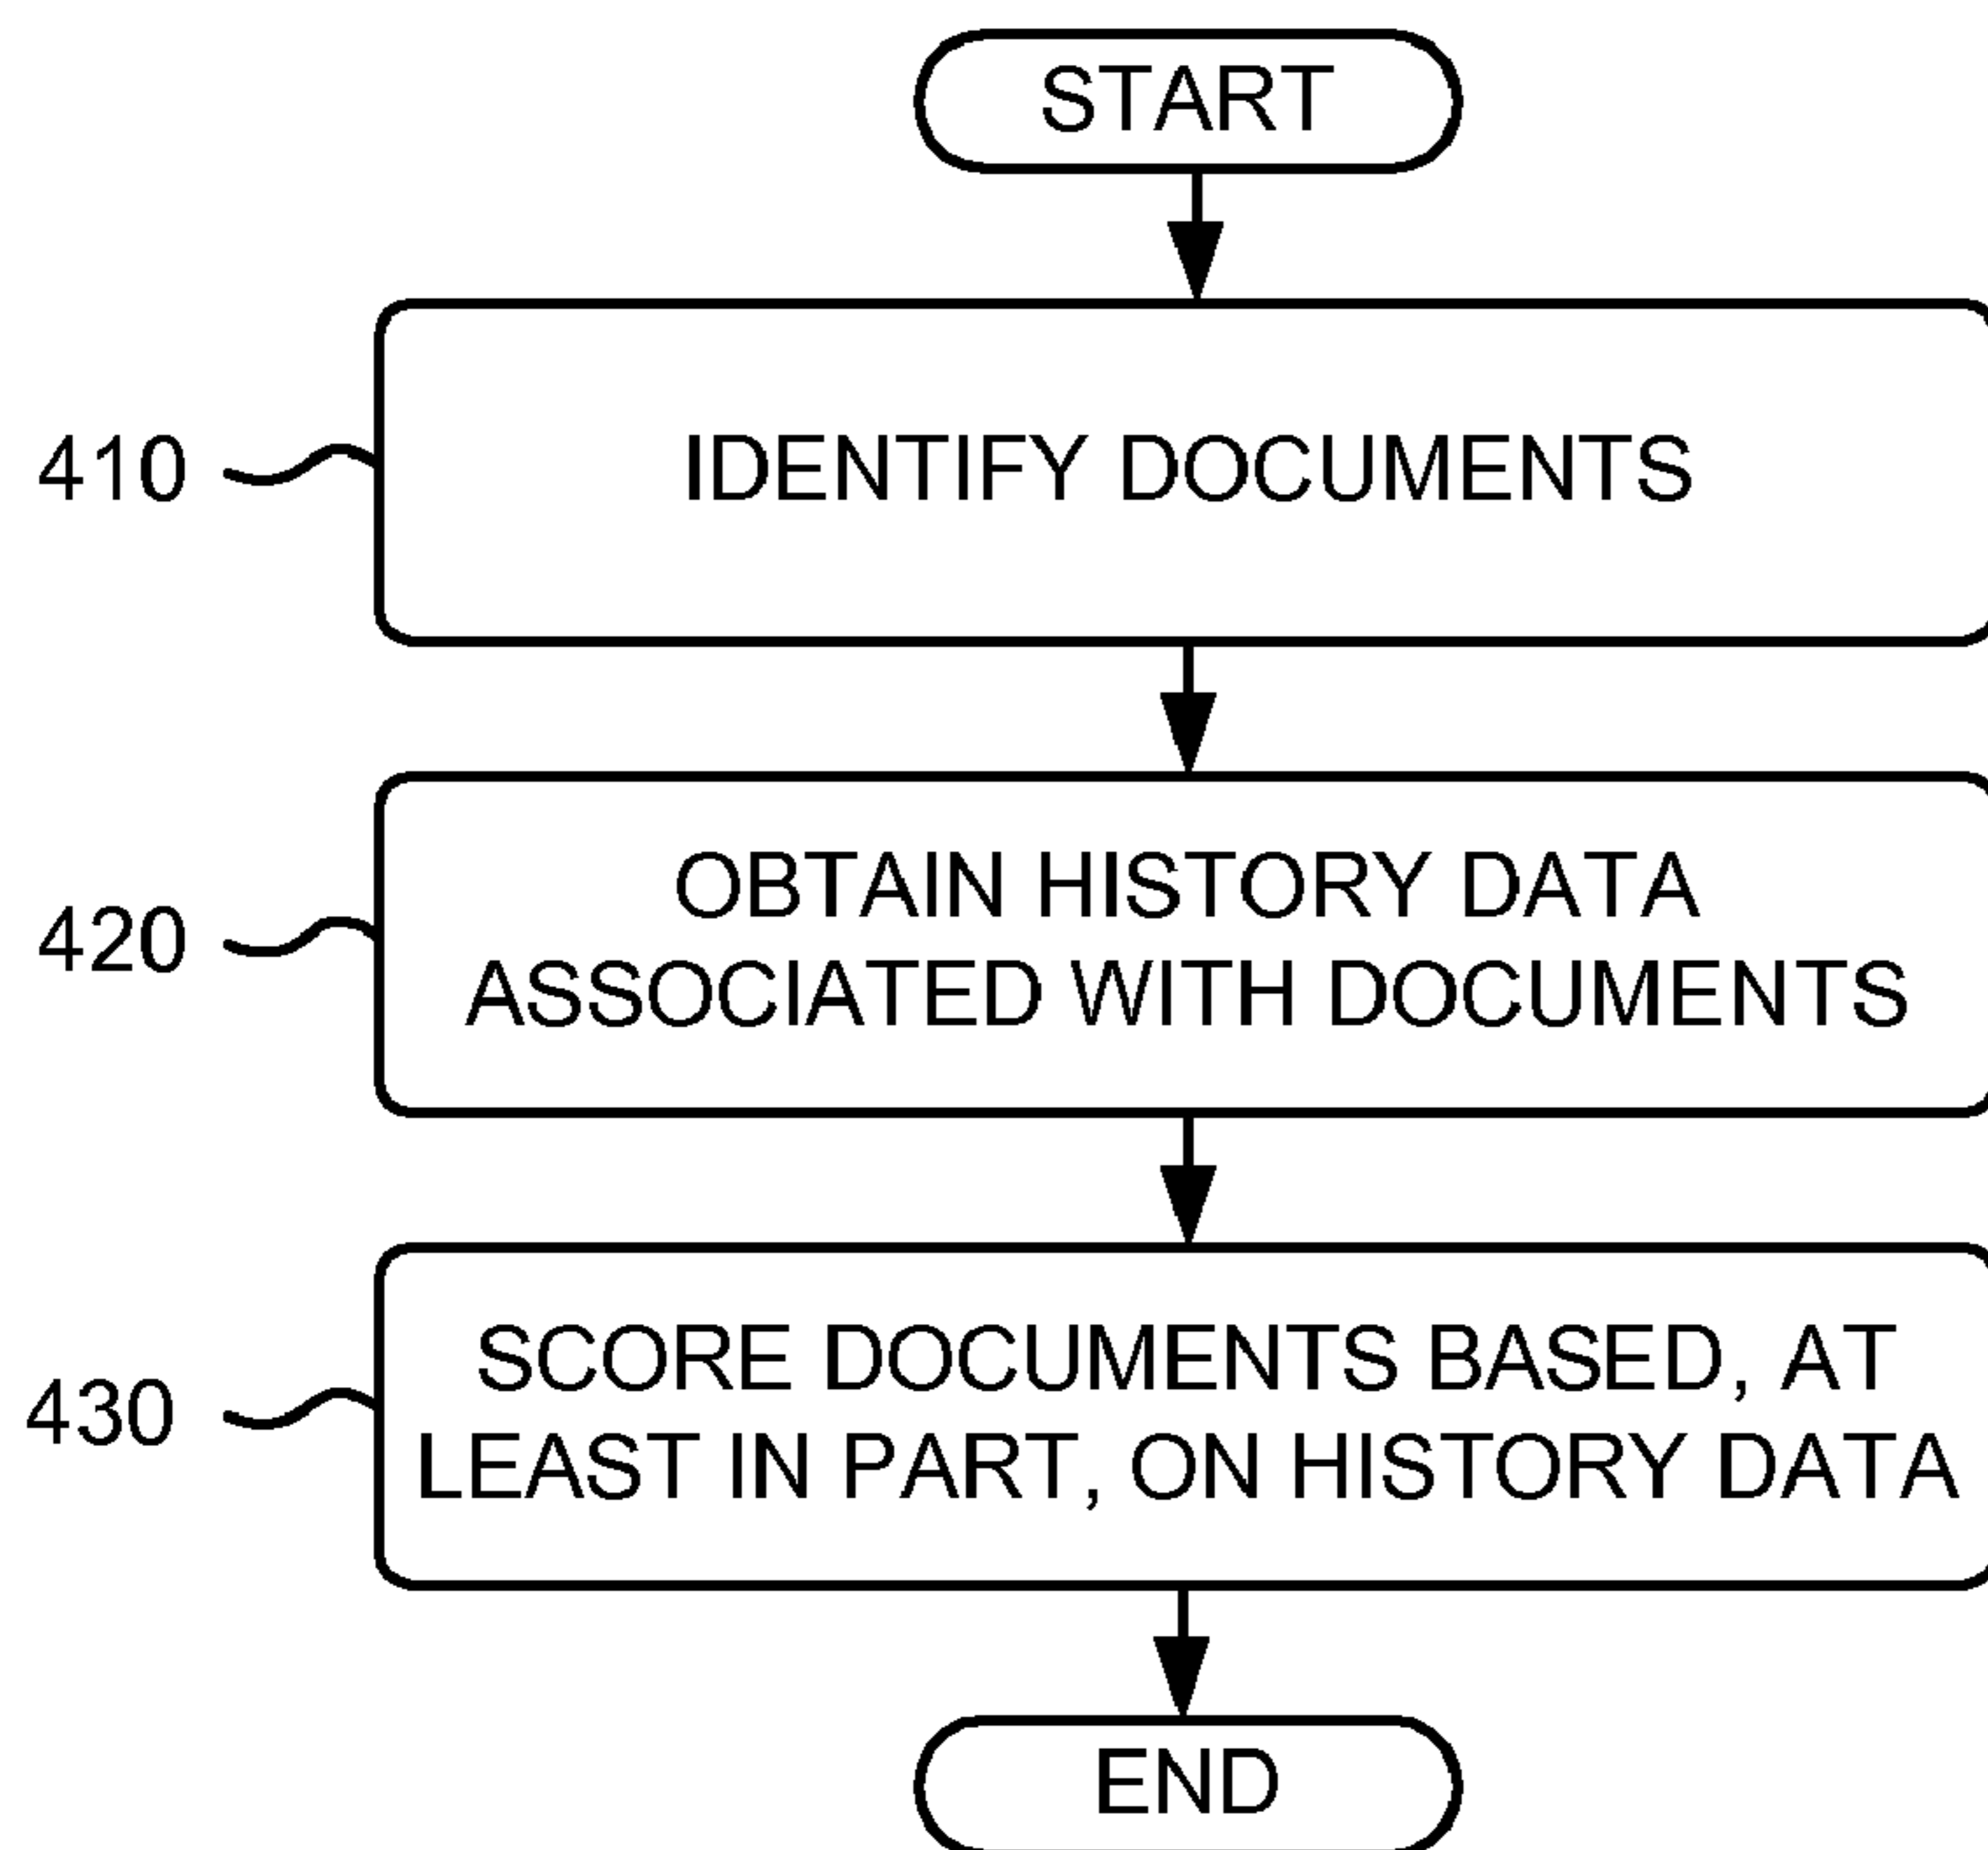 START
410
IDENTIFY DOCUMENTS
420
OBTAIN HISTORY DATA
ASSOCIATED WITH DOCUMENTS
430
SCORE DOCUMENTS BASED, AT
LEAST IN PART, ON HISTORY DATA
END